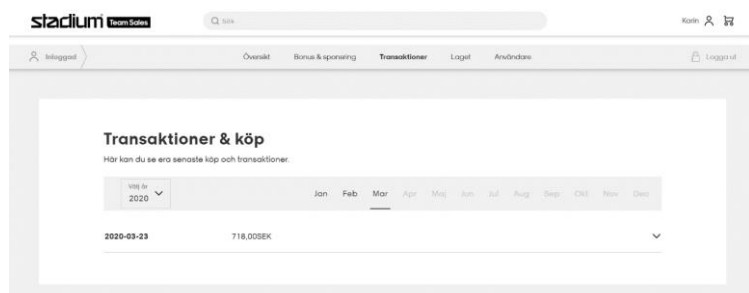 stadium Team Sales
Sök
Karin
Inloggad
Översikt Bonus & sponsring Transaktioner Laget Användare
Logga ut
Transaktioner & köp
Här kan du se era senaste köp och transaktioner.
Välj år
2020
Jan Feb Mar Apr Maj Jun Jul Aug Sep Okt Nov Dec
2020-03-23 718,00SEK